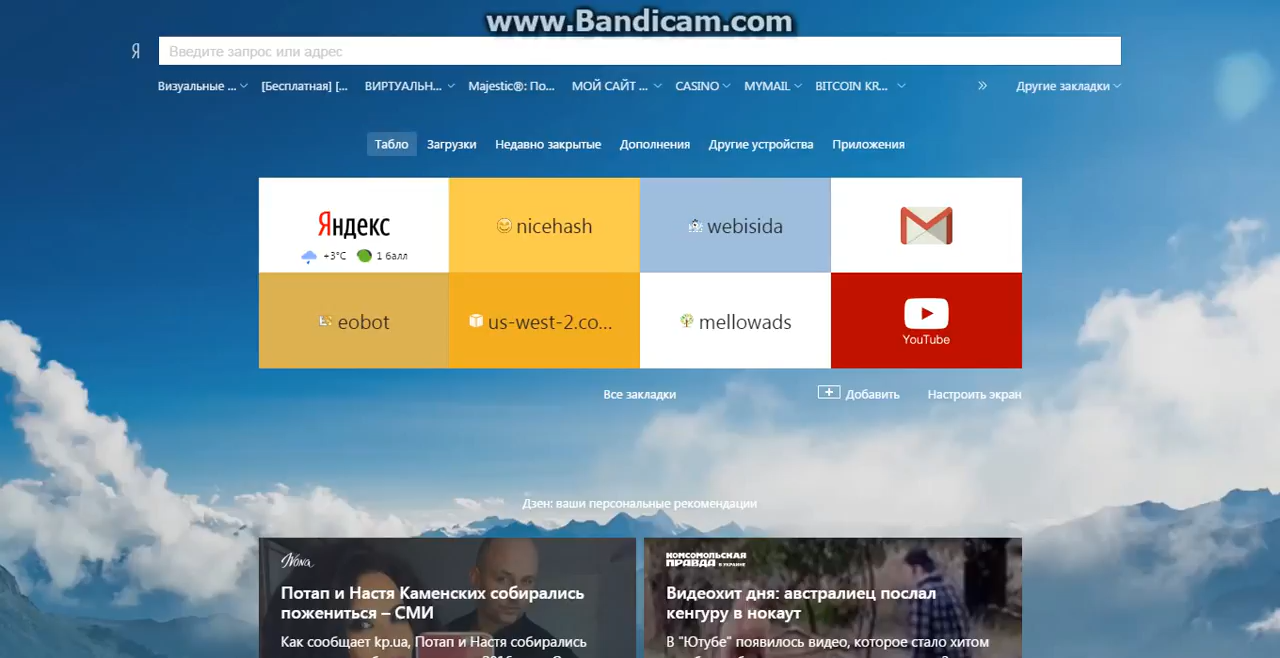 www.Bandicam.com
Я
Введите запрос или адрес
Визуальные ... [Бесплатная] [... ВИРТУАЛЬН... Majestic®: По... МОЙ САЙТ ... CASINO MYMAIL BITCOIN KR... » Другие закладки
Табло Загрузки Недавно закрытые Дополнения Другие устройства Приложения
Яндекс
+3°C 1 балл
nicehash
webisida
eobot
us-west-2.co...
mellowads
YouTube
Все закладки Добавить Настроить экран
Дзен: ваши персональные рекомендации
Потап и Настя Каменских собирались
пожениться – СМИ
Как сообщает kp.ua, Потап и Настя собирались
КОМСОМОЛЬСКАЯ
ПРАВДА В УКРАИНЕ
Видеохит дня: австралиец послал
кенгуру в нокаут
В "Ютубе" появилось видео, которое стало хитом